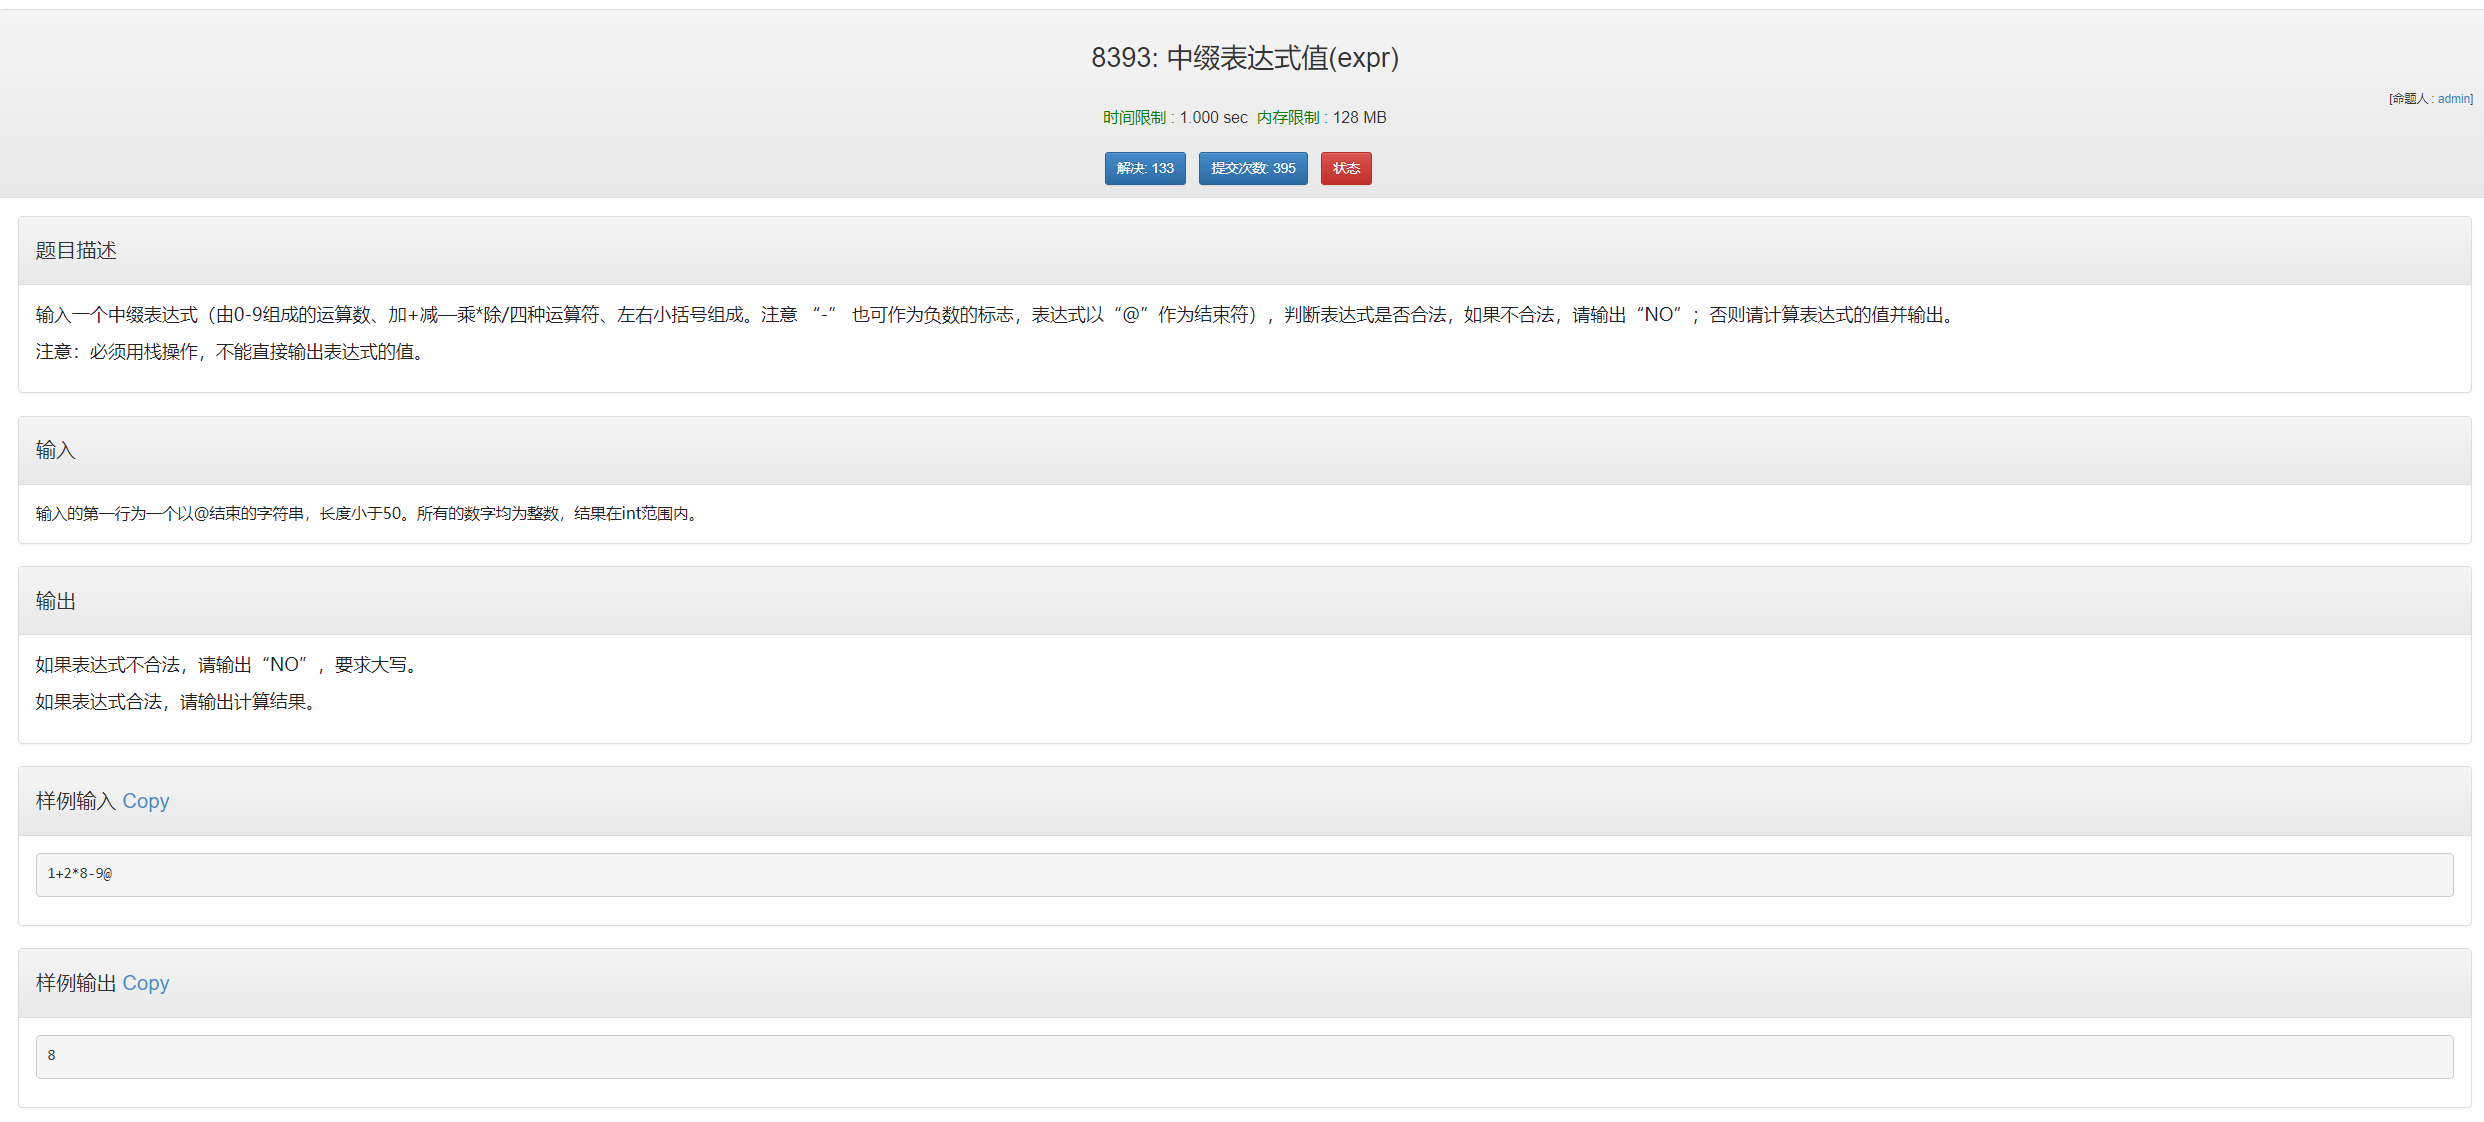 8393: 中缀表达式值(expr)
[命题人 : admin]
时间限制 : 1.000 sec 内存限制 : 128 MB
解决: 133 提交次数: 395 状态
题目描述
输入一个中缀表达式（由0-9组成的运算数、加+减—乘*除/四种运算符、左右小括号组成。注意 “-” 也可作为负数的标志，表达式以“@”作为结束符），判断表达式是否合法，如果不合法，请输出“NO”；否则请计算表达式的值并输出。
注意：必须用栈操作，不能直接输出表达式的值。
输入
输入的第一行为一个以@结束的字符串，长度小于50。所有的数字均为整数，结果在int范围内。
输出
如果表达式不合法，请输出“NO”，要求大写。
如果表达式合法，请输出计算结果。
样例输入 Copy
1+2*8-9@
样例输出 Copy
8